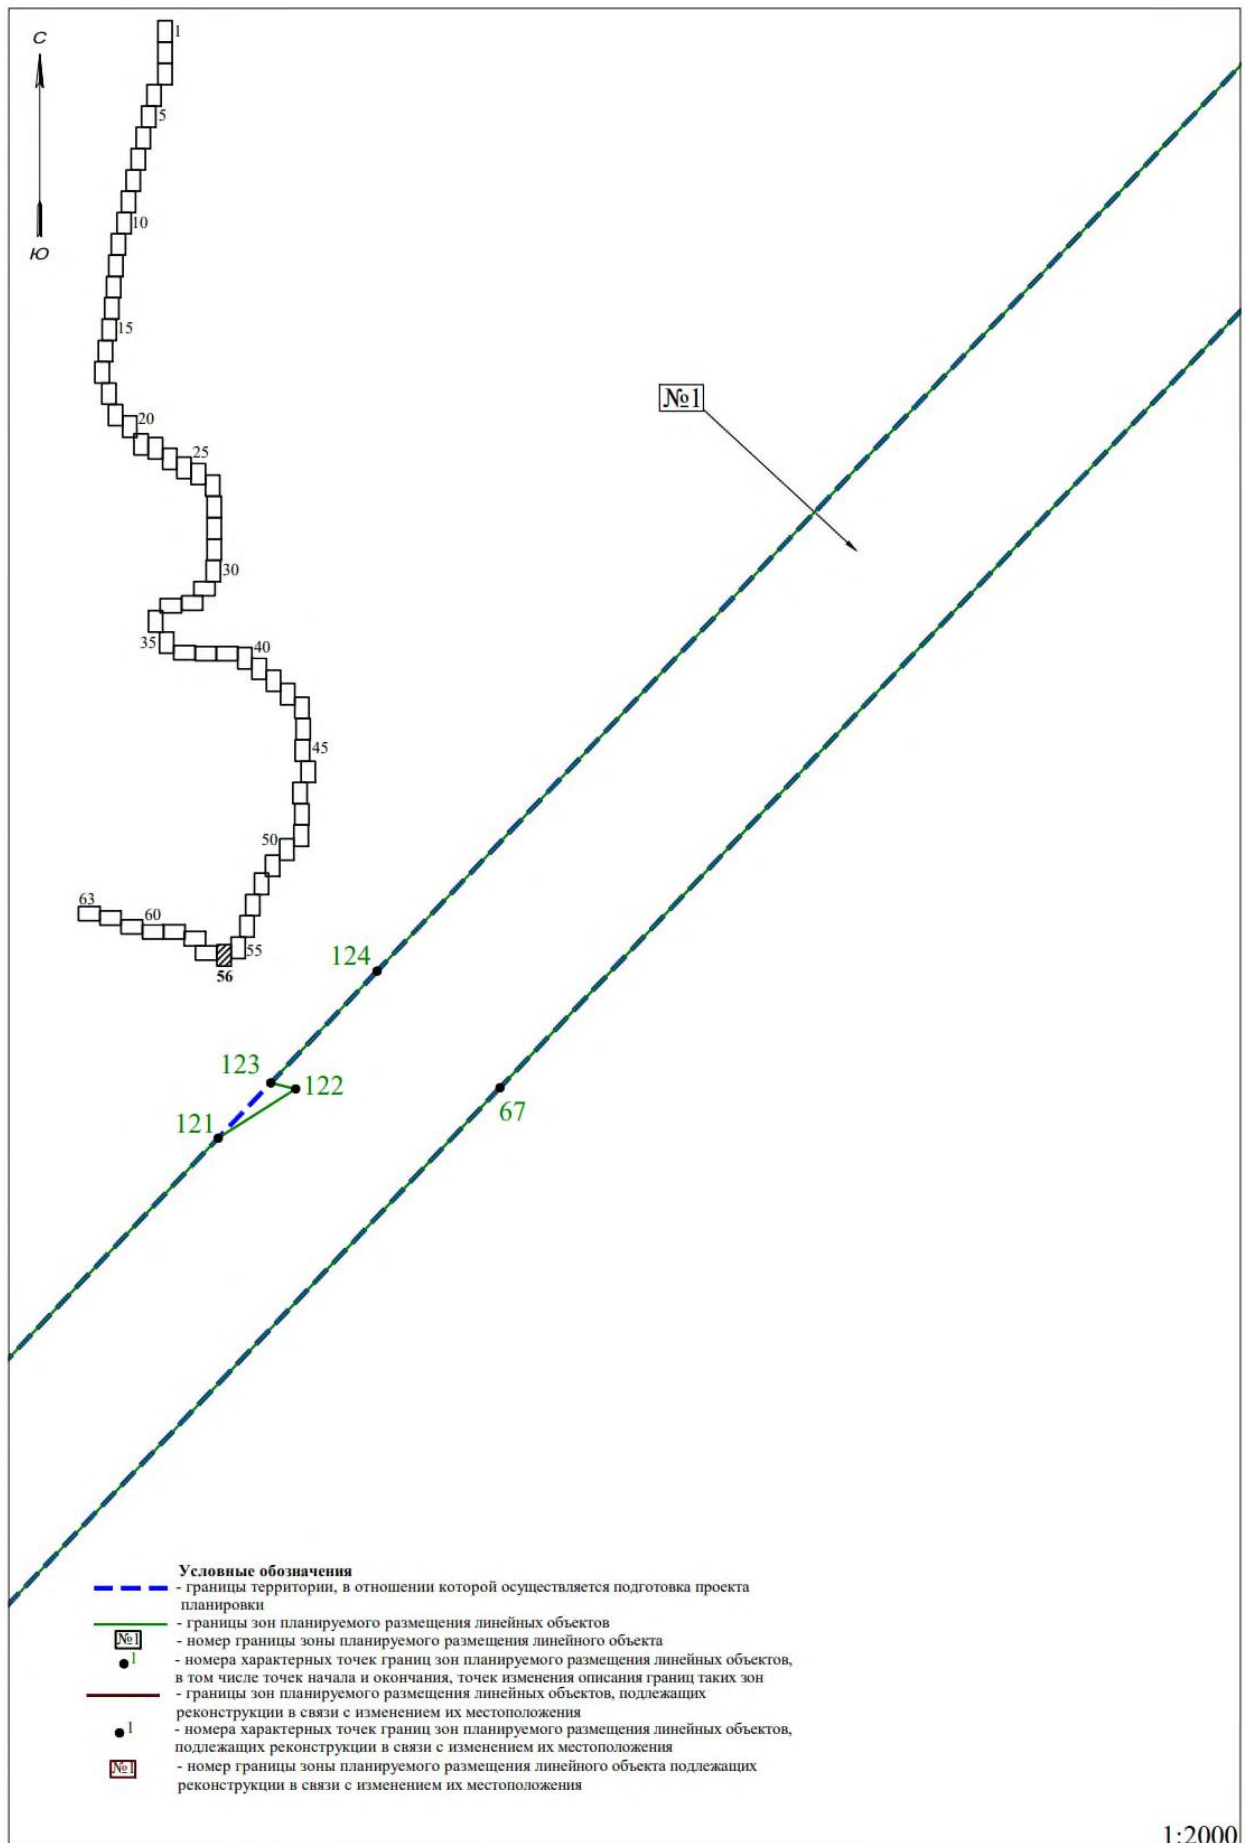 С
Ю
1
5
10
15
20
25
30
35
40
45
50
55
56
60
63
№1
124
123
122
121
67
Условные обозначения
- границы территории, в отношении которой осуществляется подготовка проекта
планировки
- границы зон планируемого размещения линейных объектов
№1 - номер границы зоны планируемого размещения линейного объекта
1 - номера характерных точек границ зон планируемого размещения линейных объектов,
в том числе точек начала и окончания, точек изменения описания границ таких зон
- границы зон планируемого размещения линейных объектов, подлежащих
реконструкции в связи с изменением их местоположения
1 - номера характерных точек границ зон планируемого размещения линейных объектов,
подлежащих реконструкции в связи с изменением их местоположения
№1 - номер границы зоны планируемого размещения линейного объекта подлежащих
реконструкции в связи с изменением их местоположения
1:2000